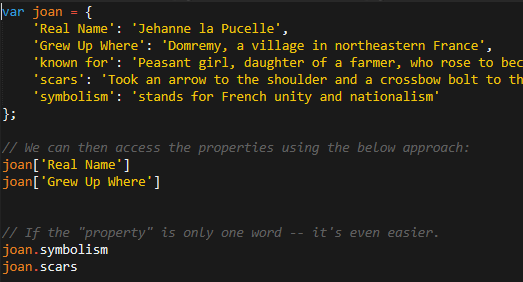 var joan = {
    'Real Name': 'Jehanne la Pucelle',
    'Grew Up Where': 'Domremy, a village in northeastern France',
    'known for': 'Peasant girl, daughter of a farmer, who rose to
    'scars': 'Took an arrow to the shoulder and a crossbow bolt to
    'symbolism': 'stands for French unity and nationalism'
};
// We can then access the properties using the below approach:
joan['Real Name']
joan['Grew Up Where']
// If the "property" is only one word -- it's even easier.
joan.symbolism
joan.scars